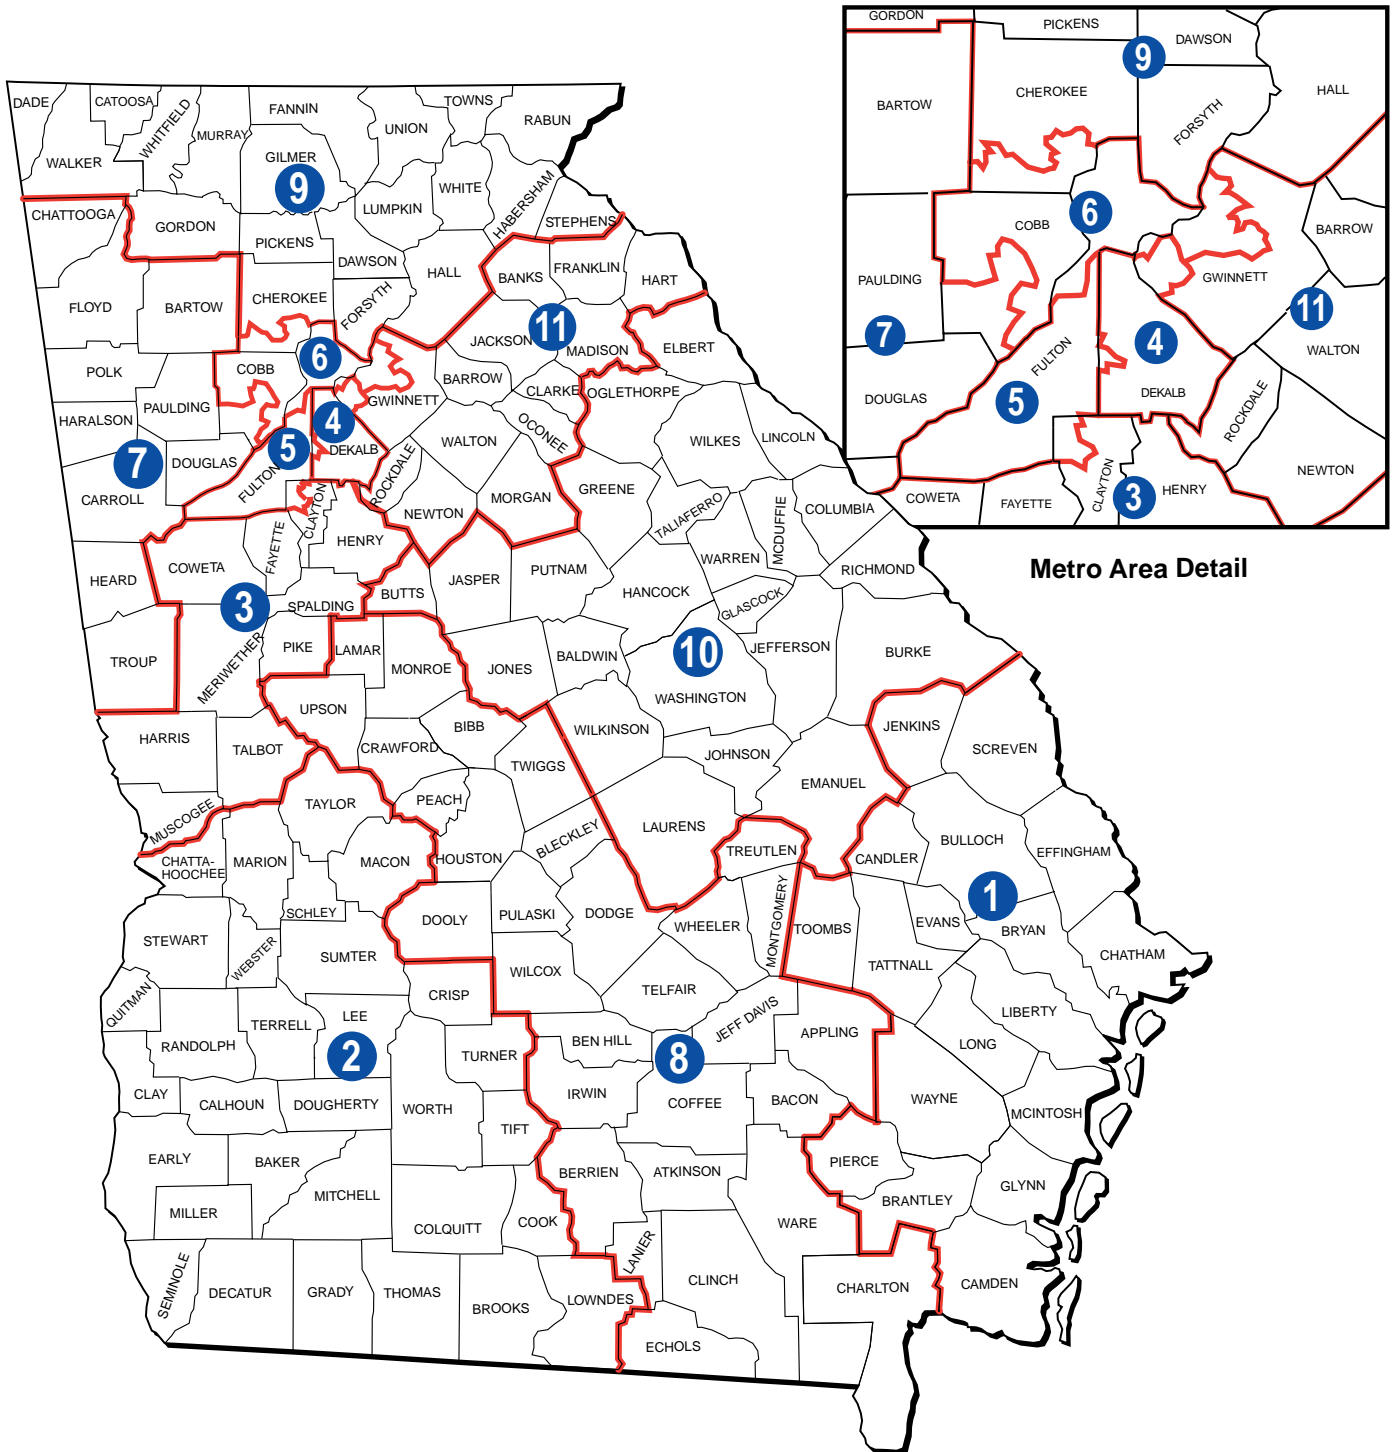 DADE
CATOOSA
WHITFIELD
MURRAY
FANNIN
UNION
TOWNS
RABUN
WALKER
GILMER
9
WHITE
HABERSHAM
LUMPKIN
STEPHENS
CHATTOOGA
GORDON
PICKENS
DAWSON
HALL
BANKS
FRANKLIN
HART
FLOYD
BARTOW
CHEROKEE
FORSYTH
JACKSON
11
MADISON
ELBERT
6
POLK
COBB
BARROW
CLARKE
OGLETHORPE
PAULDING
GWINNETT
HARALSON
4
OCONEE
WILKES
LINCOLN
7
DOUGLAS
5
DEKALB
WALTON
CARROLL
FULTON
ROCKDALE
MORGAN
GREENE
CLAYTON
NEWTON
TALIAFERRO
MCDUFFIE
COLUMBIA
FAYETTE
HENRY
WARREN
HEARD
COWETA
JASPER
PUTNAM
RICHMOND
3
SPALDING
BUTTS
HANCOCK
GLASCOCK
TROUP
MERIWETHER
PIKE
LAMAR
MONROE
JONES
BALDWIN
10
JEFFERSON
BURKE
WASHINGTON
UPSON
HARRIS
TALBOT
CRAWFORD
BIBB
WILKINSON
JENKINS
TWIGGS
JOHNSON
SCREVEN
EMANUEL
MUSCOGEE
TAYLOR
PEACH
LAURENS
BLECKLEY
BULLOCH
CHATTA-
HOOCHEE
MARION
MACON
HOUSTON
TREUTLEN
CANDLER
EFFINGHAM
SCHLEY
DOOLY
PULASKI
DODGE
WHEELER
MONTGOMERY
TOOMBS
EVANS
1
BRYAN
STEWART
WEBSTER
SUMTER
WILCOX
TATTNALL
CHATHAM
QUITMAN
CRISP
TELFAIR
JEFF DAVIS
LIBERTY
TERRELL
LEE
RANDOLPH
2
TURNER
BEN HILL
8
APPLING
LONG
CLAY
CALHOUN
DOUGHERTY
WORTH
IRWIN
COFFEE
BACON
WAYNE
MCINTOSH
TIFT
EARLY
BAKER
BERRIEN
ATKINSON
PIERCE
MILLER
MITCHELL
COLQUITT
COOK
WARE
BRANTLEY
GLYNN
SEMINOLE
DECATUR
GRADY
THOMAS
BROOKS
LOWNDES
LANIER
CLINCH
CHARLTON
CAMDEN
ECHOLS
GORDON
PICKENS
DAWSON
9
BARTOW
CHEROKEE
FORSYTH
HALL
6
COBB
BARROW
PAULDING
GWINNETT
7
11
FULTON
4
WALTON
DOUGLAS
5
DEKALB
ROCKDALE
COWETA
FAYETTE
CLAYTON
3
HENRY
NEWTON
Metro Area Detail